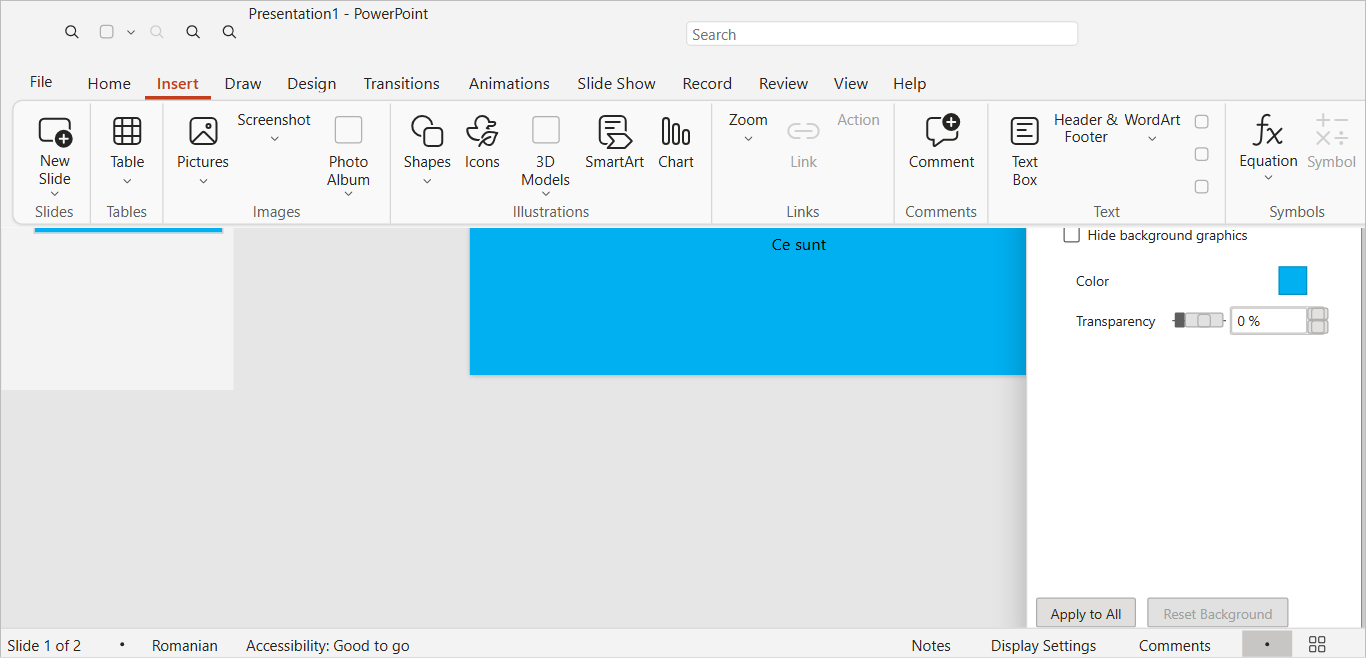 Presentation1 - PowerPoint
Search
File Home Insert Draw Design Transitions Animations Slide Show Record Review View Help
New Slide
Slides
Table
Tables
Pictures
Screenshot
Photo Album
Images
Shapes
Icons
3D Models
SmartArt
Chart
Illustrations
Zoom
Link
Action
Links
Comment
Comments
Text Box
Header & Footer
WordArt
Text
Equation
Symbol
Symbols
Ce sunt
Hide background graphics
Color
Transparency 0 %
Apply to All Reset Background
Slide 1 of 2 Romanian Accessibility: Good to go Notes Display Settings Comments